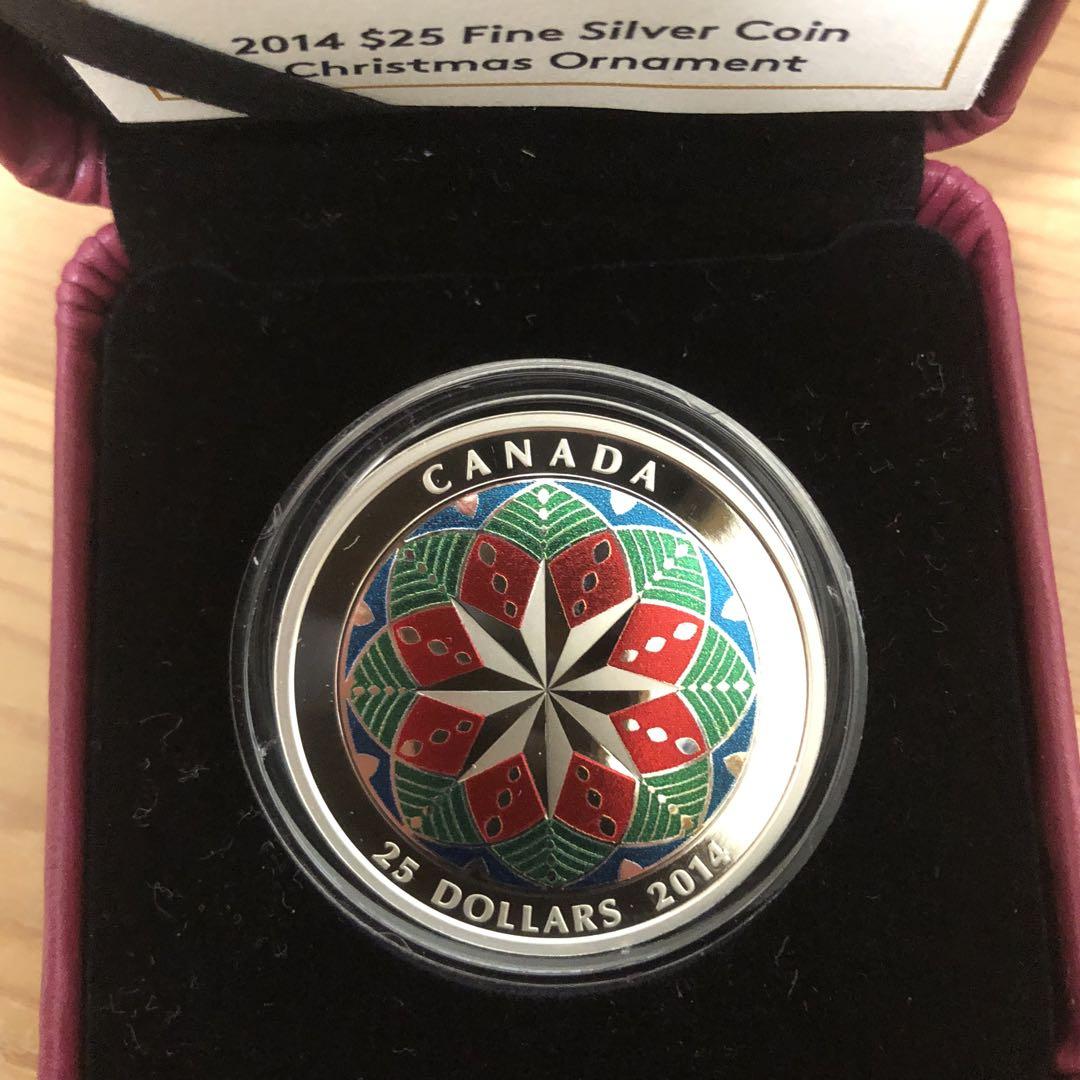 2014 $25 Fine Silver Coin
Christmas Ornament
CANADA
25 DOLLARS 2014